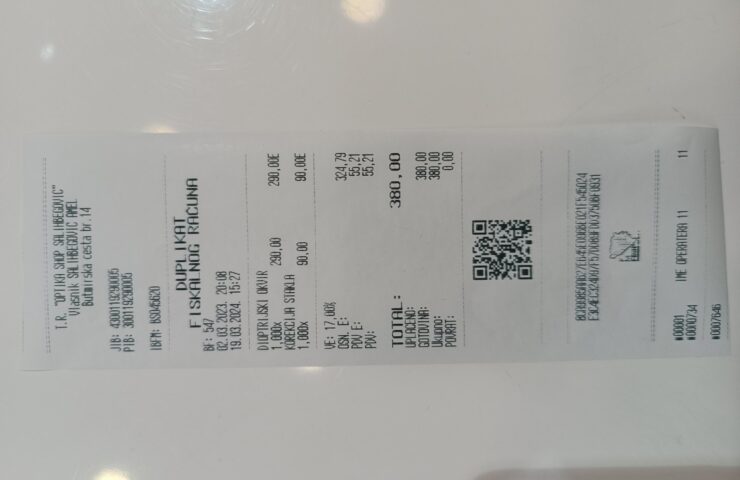 T.R. "OPTIKA SHOP SALIHBEGOVIĆ"
Vlasnik SALIHBEGOVIĆ AMEL
Butmirska cesta br.14
JIB: 4300119290005
PIB: 300119290005
IBFM: BS045620
DUPLIKAT
FISKALNOG RAČUNA
BF: 547
02.03.2023. 20:08
19.03.2024. 15:27
DIOPTRIJSKI OKVIR
1,000x 290,00 290,00E
KOREKCIJA STAKLA
1,000x 90,00 90,00E
VE: 17,00%
OSN. E: 324,79
PDV E: 55,21
PDV: 55,21
TOTAL: 380,00
UPLAĆENO:
GOTOVINA: 380,00
Ukupno: 380,00
POVRAT: 0,00
*00001 IME OPERATERA 11 11
*0000734
*0007646